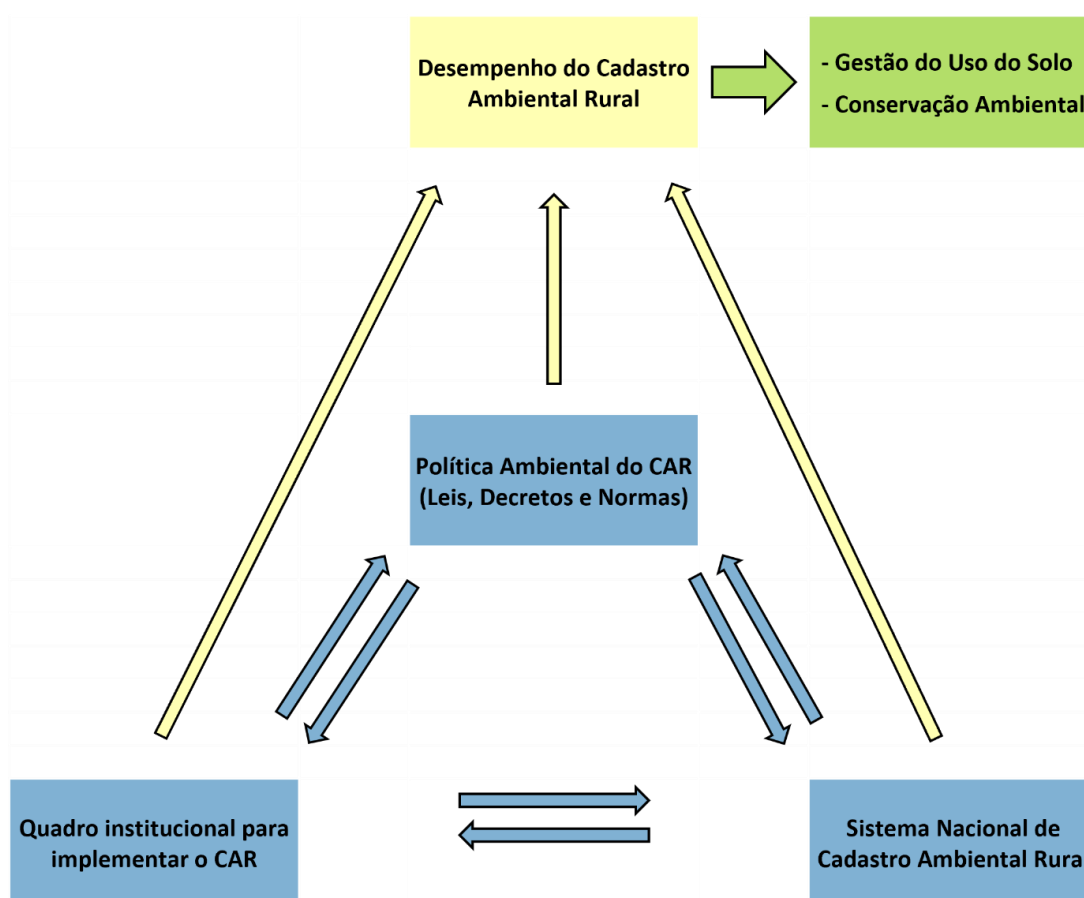 Desempenho do Cadastro
Ambiental Rural
- Gestão do Uso do Solo
- Conservação Ambiental
Política Ambiental do CAR
(Leis, Decretos e Normas)
Quadro institucional para
implementar o CAR
Sistema Nacional de
Cadastro Ambiental Rural